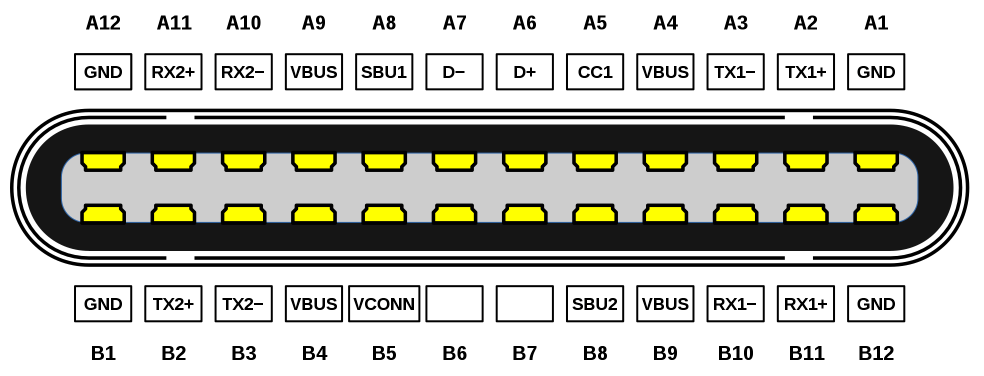 A12 A11 A10 A9 A8 A7 A6 A5 A4 A3 A2 A1
GND RX2+ RX2− VBUS SBU1 D− D+ CC1 VBUS TX1− TX1+ GND
GND TX2+ TX2− VBUS VCONN SBU2 VBUS RX1− RX1+ GND
B1 B2 B3 B4 B5 B6 B7 B8 B9 B10 B11 B12